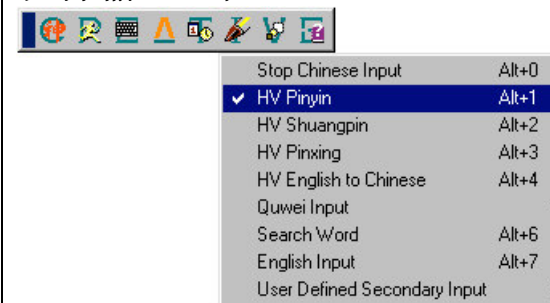 Stop Chinese Input Alt+0
HV Pinyin Alt+1
HV Shuangpin Alt+2
HV Pinxing Alt+3
HV English to Chinese Alt+4
Quwei Input
Search Word Alt+6
English Input Alt+7
User Defined Secondary Input